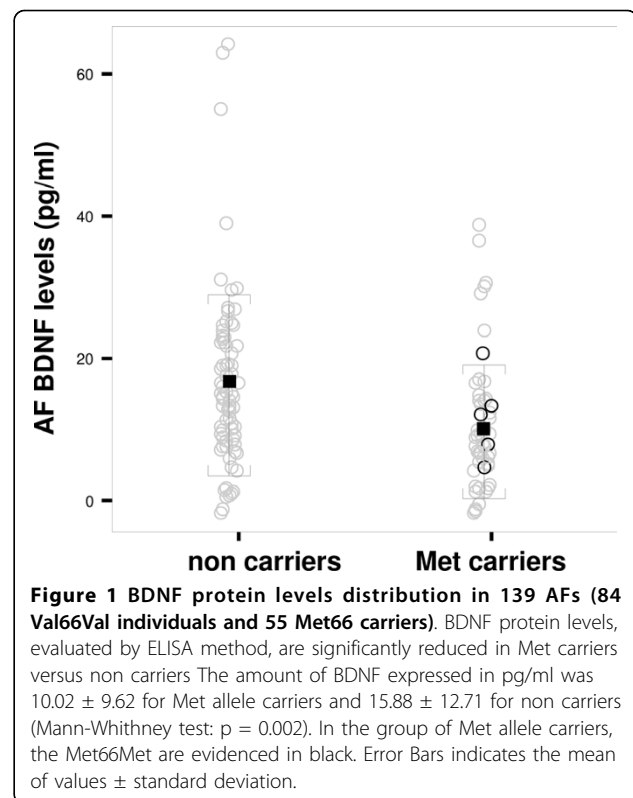 60
40
20
0
AF BDNF levels (pg/ml)
non carriers
Met carriers
Figure 1 BDNF protein levels distribution in 139 AFs (84
Val66Val individuals and 55 Met66 carriers). BDNF protein levels,
evaluated by ELISA method, are significantly reduced in Met carriers
versus non carriers The amount of BDNF expressed in pg/ml was
10.02 ± 9.62 for Met allele carriers and 15.88 ± 12.71 for non carriers
(Mann-Whithney test: p = 0.002). In the group of Met allele carriers,
the Met66Met are evidenced in black. Error Bars indicates the mean
of values ± standard deviation.